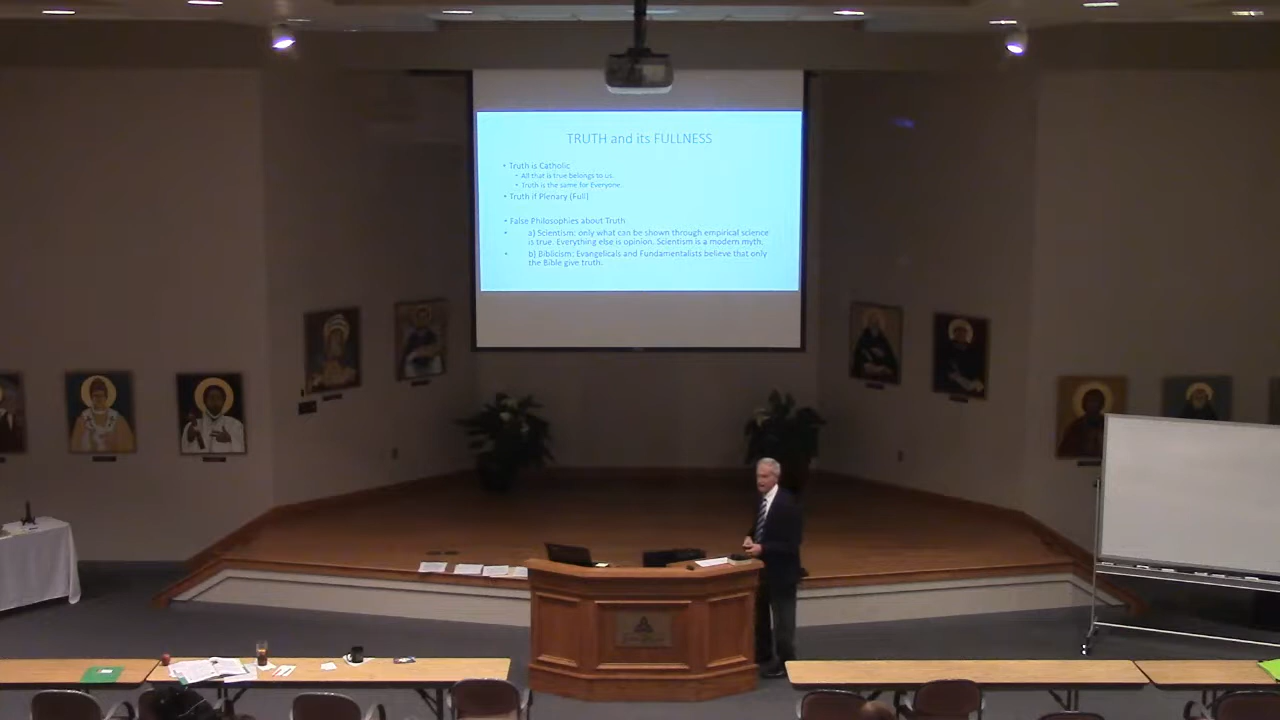 TRUTH and its FULLNESS
• Truth is Catholic
• All that is true belongs to us.
• Truth is the same for Everyone.
• Truth if Plenary (Full)
• False Philosophies about Truth
• a) Scientism: only what can be shown through empirical science
is true. Everything else is opinion. Scientism is a modern myth.
• b) Biblicism: Evangelicals and Fundamentalists believe that only
the Bible give truth.